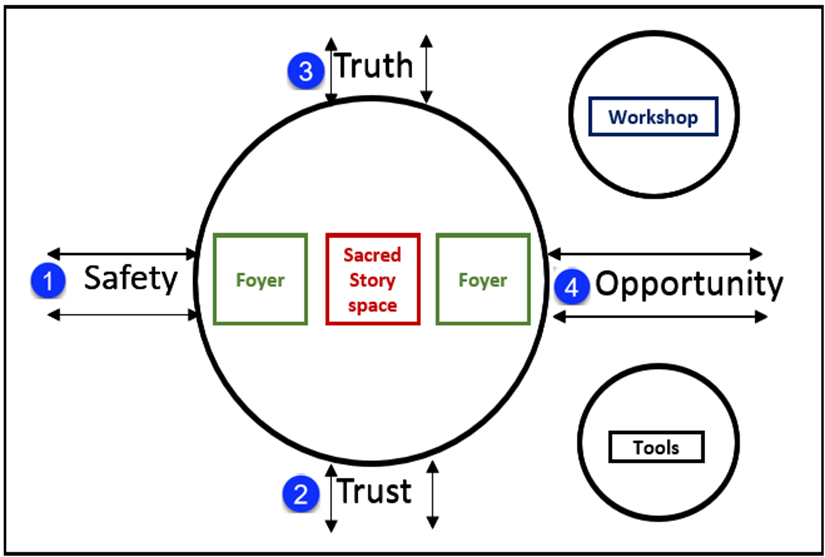 3 Truth
Workshop
1 Safety
Foyer
Sacred
Story
space
Foyer
4 Opportunity
Tools
2 Trust